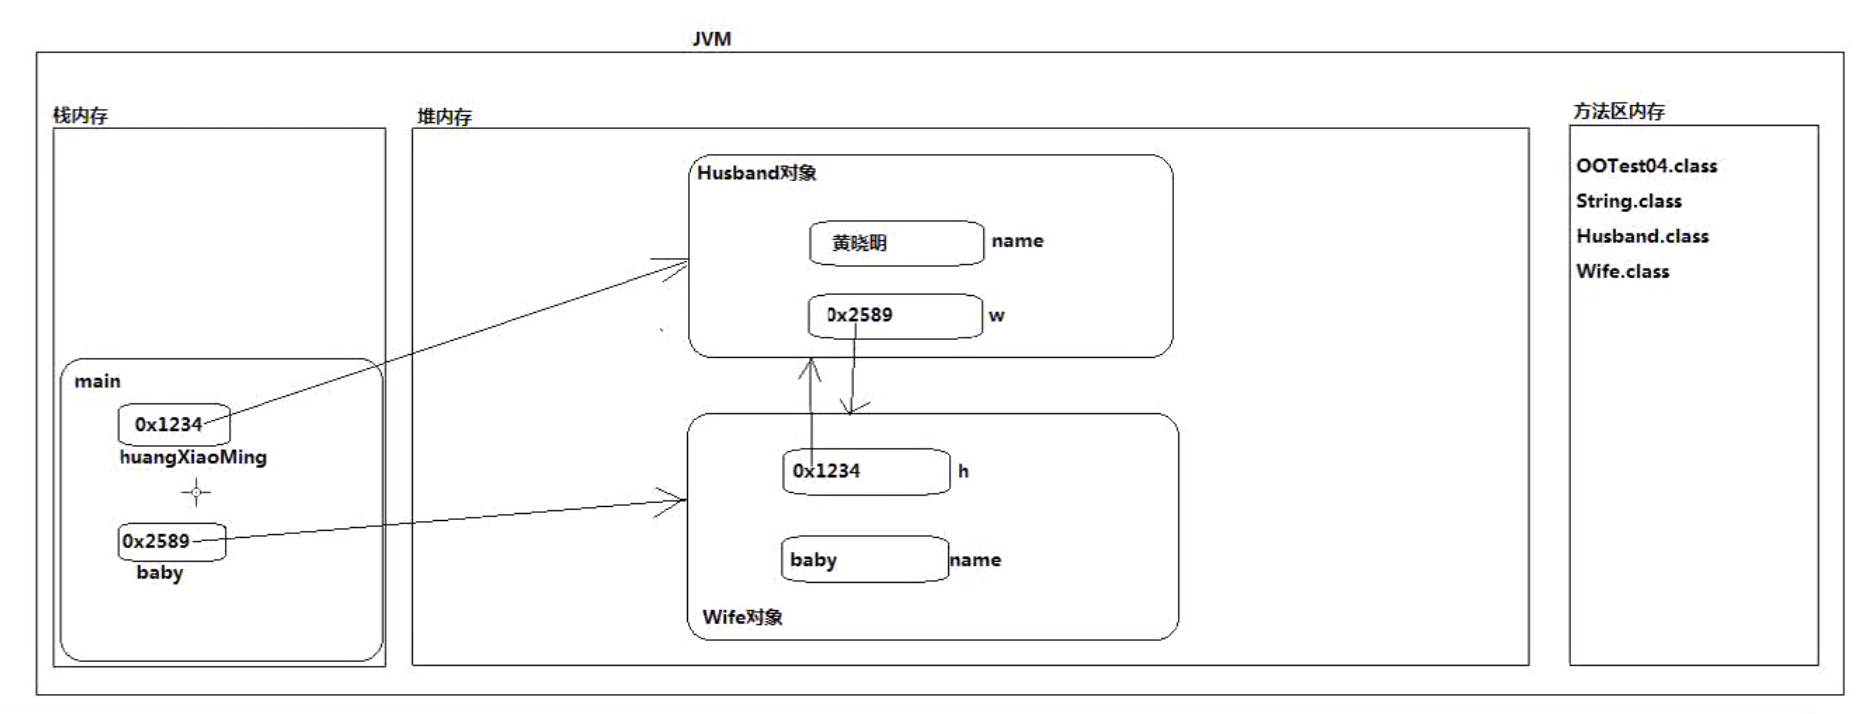 JVM
栈内存
堆内存
方法区内存
Husband对象
黄晓明 name
0x2589 w
main
0x1234
huangXiaoMing
0x2589
baby
0x1234 h
baby name
Wife对象
OOTest04.class
String.class
Husband.class
Wife.class